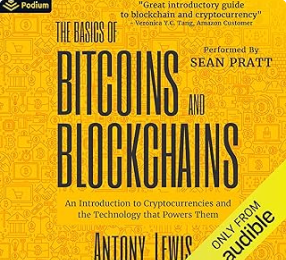 Podium
"Great introductory guide
to blockchain and cryptocurrency"
Veronica Y.C. Tang, Amazon Customer
THE BASICS OF
Performed By
SEAN PRATT
BITCOINS AND
BLOCKCHAINS
An Introduction to Cryptocurrencies and
the Technology that Powers Them
ANTONY LEWIS
ONLY FROM
audible